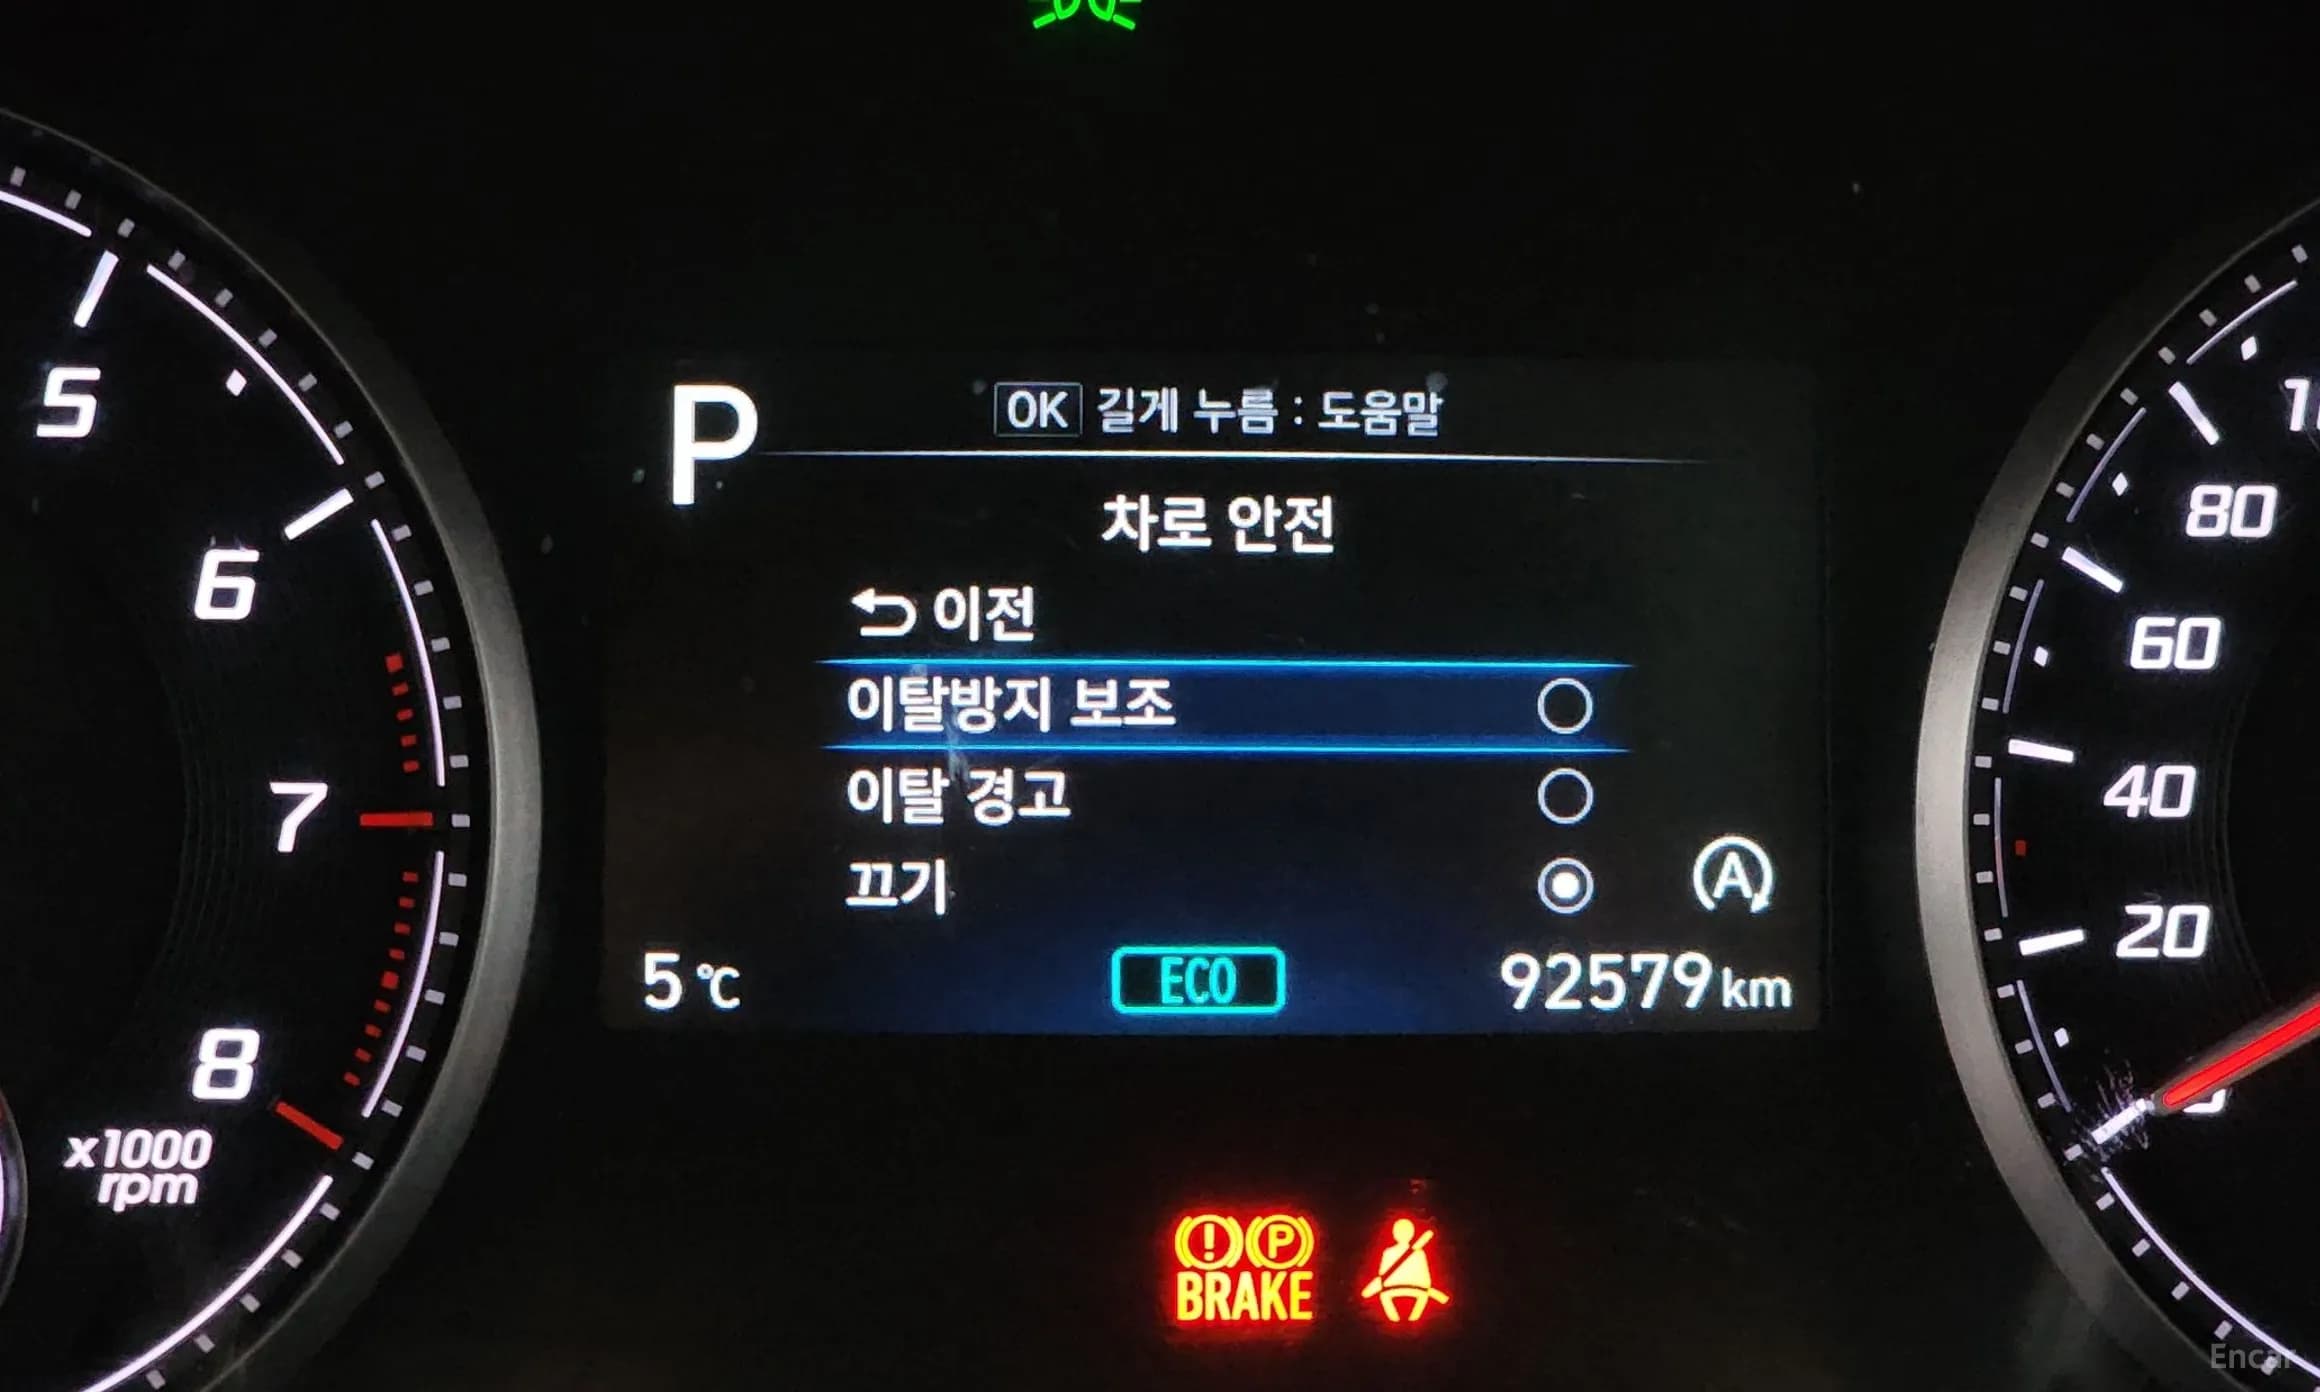 5
6
7
8
x1000
rpm
P
OK 길게 누름 : 도움말
차로 안전
이전
이탈방지 보조
이탈 경고
끄기
A
5 ℃
ECO
92579 km
80
60
40
20
! P
BRAKE
Encar